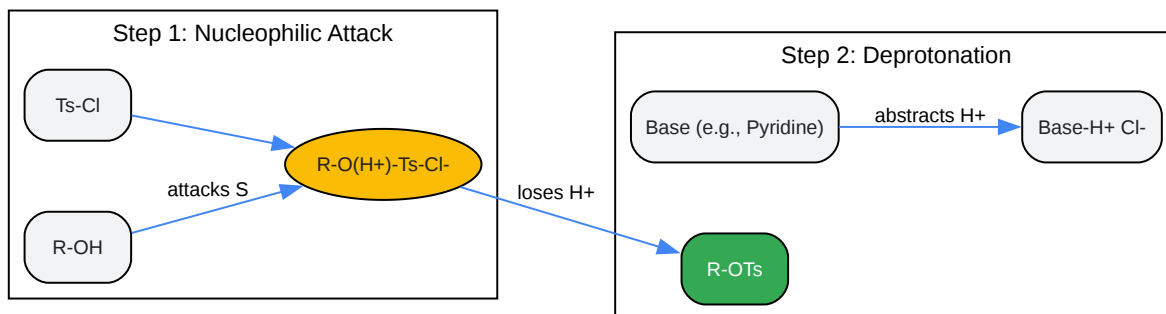 Step 1: Nucleophilic Attack
Ts-Cl
attacks S
R-OH
R-O(H+)-Ts-Cl-
loses H+
Step 2: Deprotonation
Base (e.g., Pyridine)
abstracts H+
Base-H+ Cl-
R-OTs